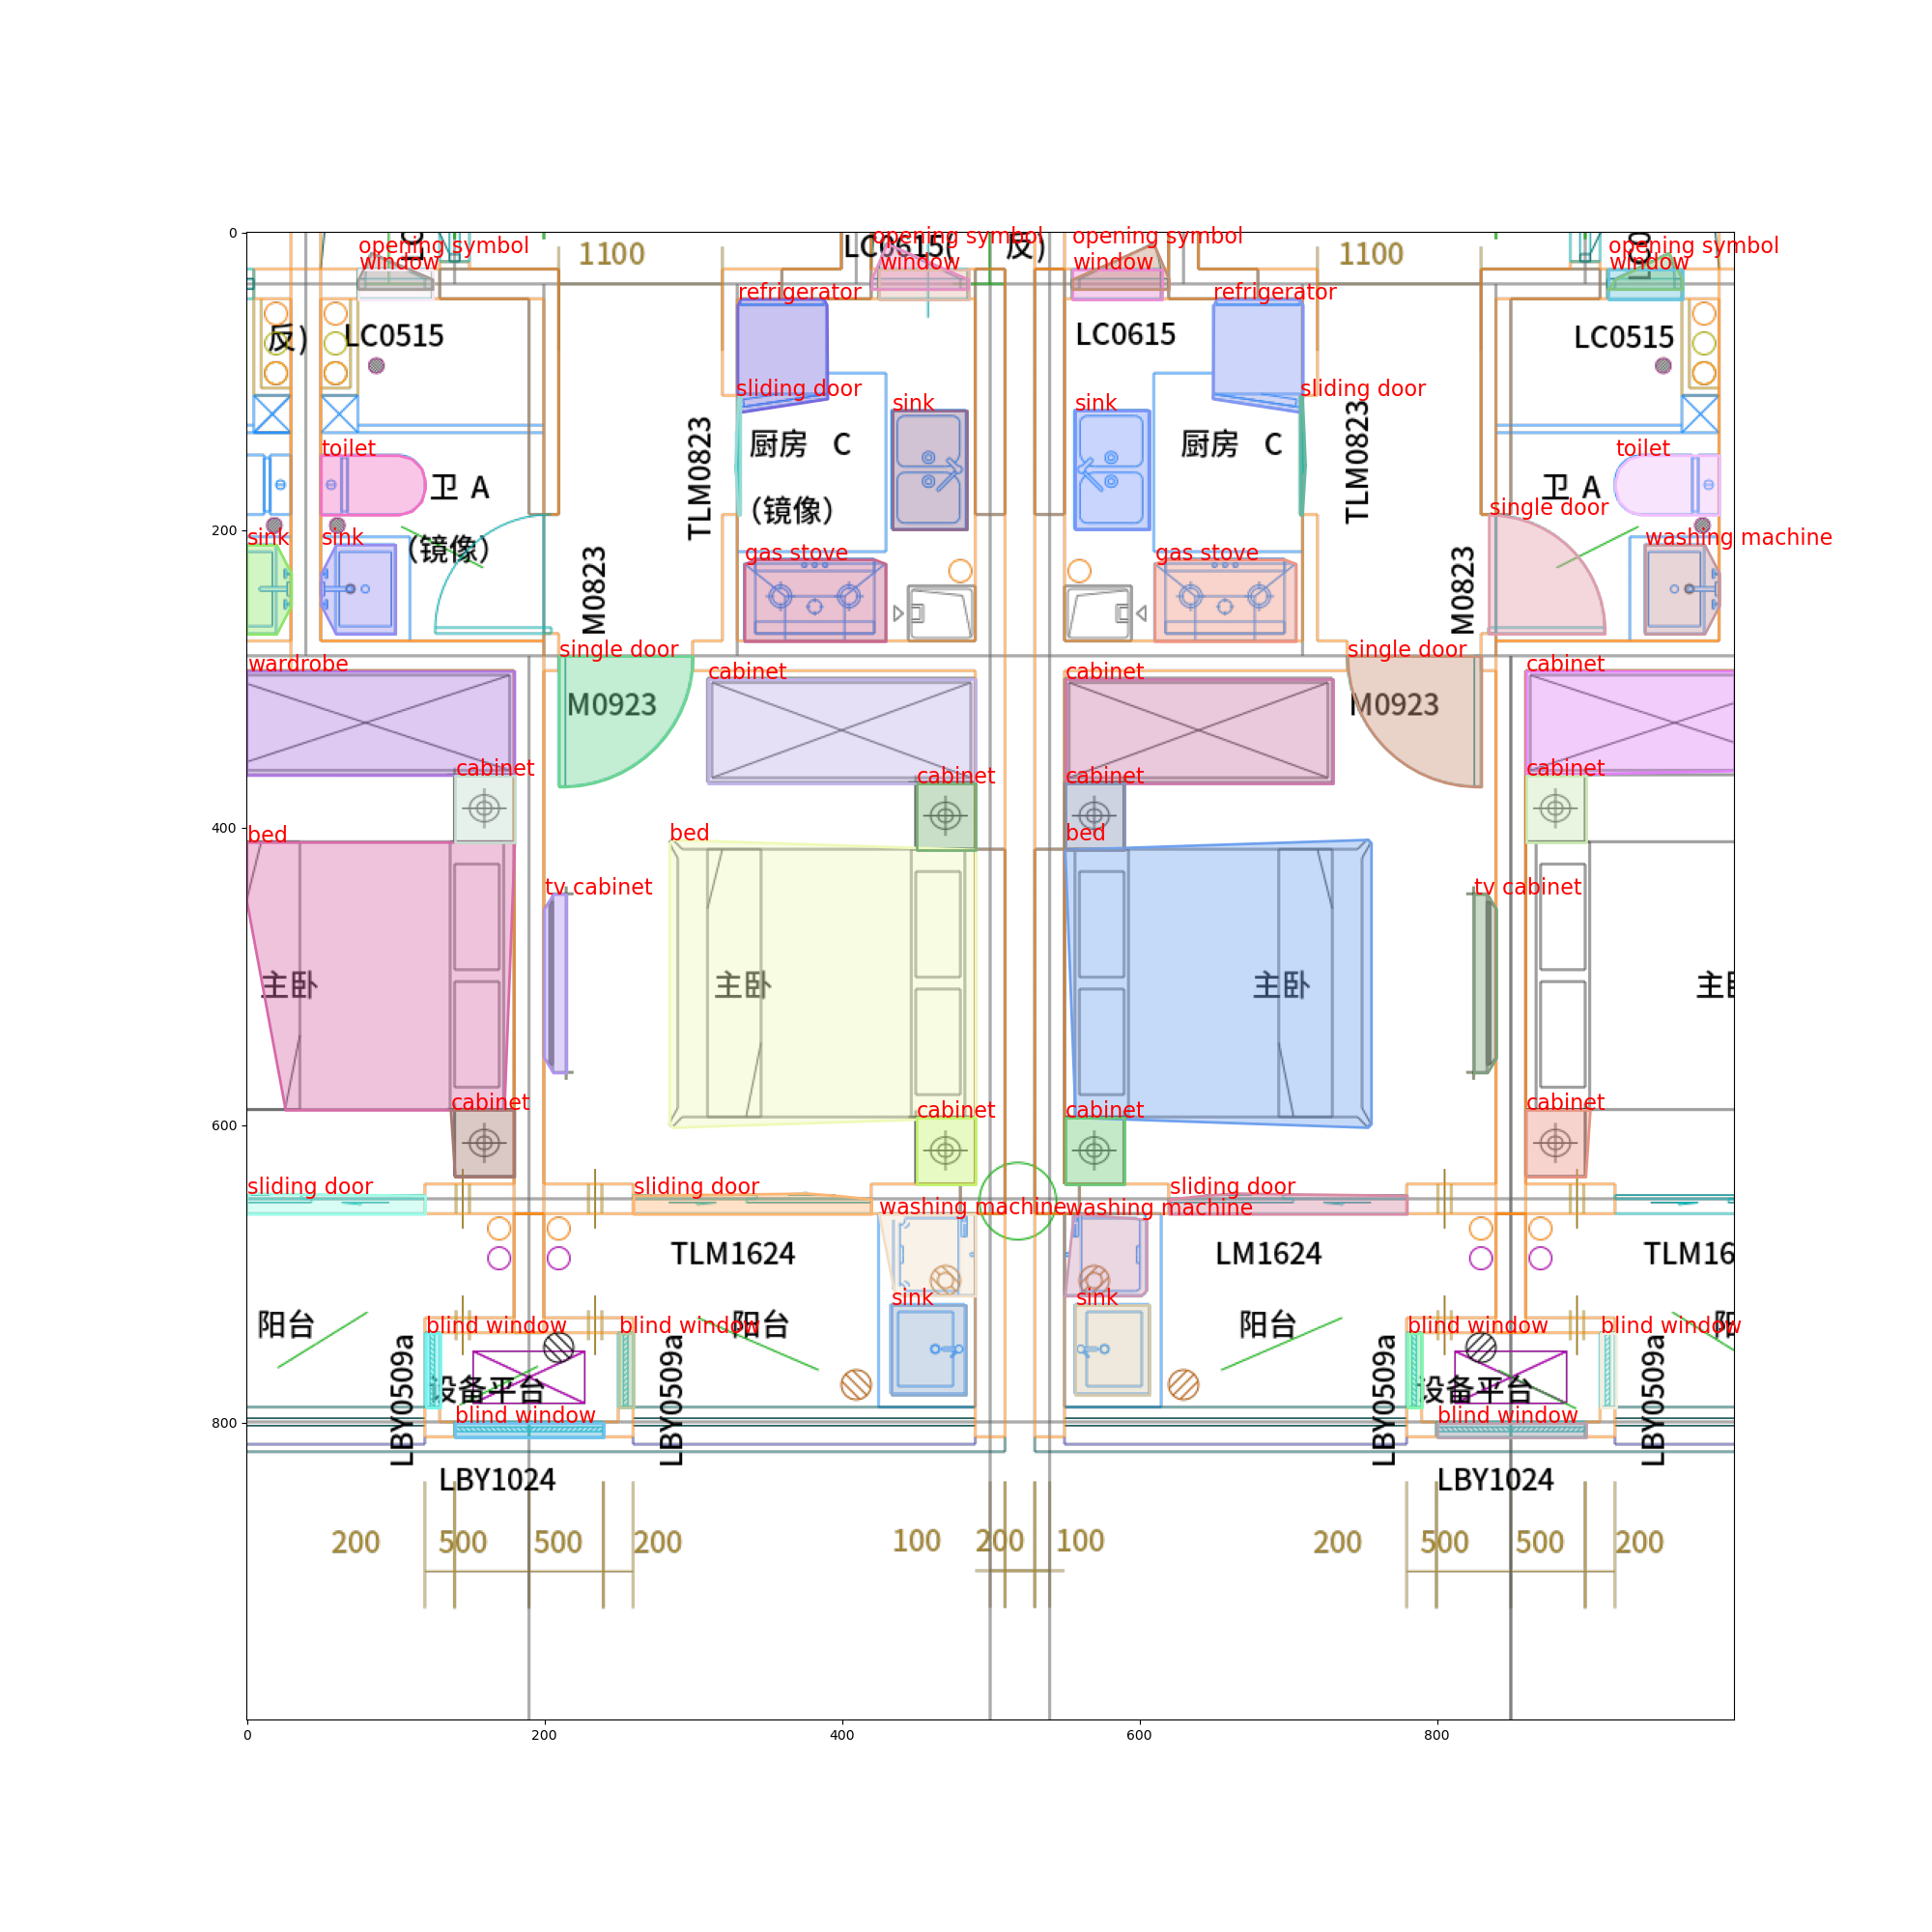 0
200
400
600
800
0
200
400
600
800
1100
LC0615(
反)
1100
opening symbol
window
opening symbol
window
opening symbol
window
opening symbol
window
refrigerator
refrigerator
反)
LC0515
LC0615
LC0515
sliding door
sink
sink
sliding door
TLM0823
厨房 C
(镜像)
厨房 C
TLM0823
toilet
卫 A
(镜像)
toilet
卫 A
sink
sink
M0823
gas stove
gas stove
M0823
single door
washing machine
wardrobe
single door
M0923
cabinet
cabinet
single door
M0923
cabinet
cabinet
cabinet
cabinet
cabinet
bed
bed
bed
tv cabinet
tv cabinet
主卧
主卧
主卧
主
cabinet
cabinet
cabinet
cabinet
sliding door
sliding door
sliding door
washing machine
washing machine
TLM1624
LM1624
TLM16
sink
sink
阳台
阳台
阳台
blind window
blind window
blind window
blind window
LBY0509a
设备平台
LBY0509a
LBY0509a
设备平台
LBY0509a
blind window
blind window
LBY1024
LBY1024
200
500
500
200
100
200
100
200
500
500
200